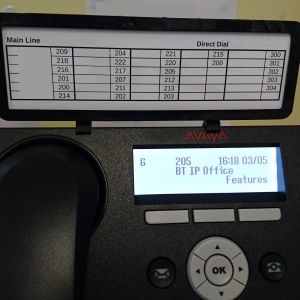 Main Line Direct Dial
209 204 221 215 300
218 222 220 208 301
216 217 205 302
201 207 212 303
200 211 213 304
214 202 203
AVAYA
G 205 16:18 03/05
BT IP Office
Features
OK